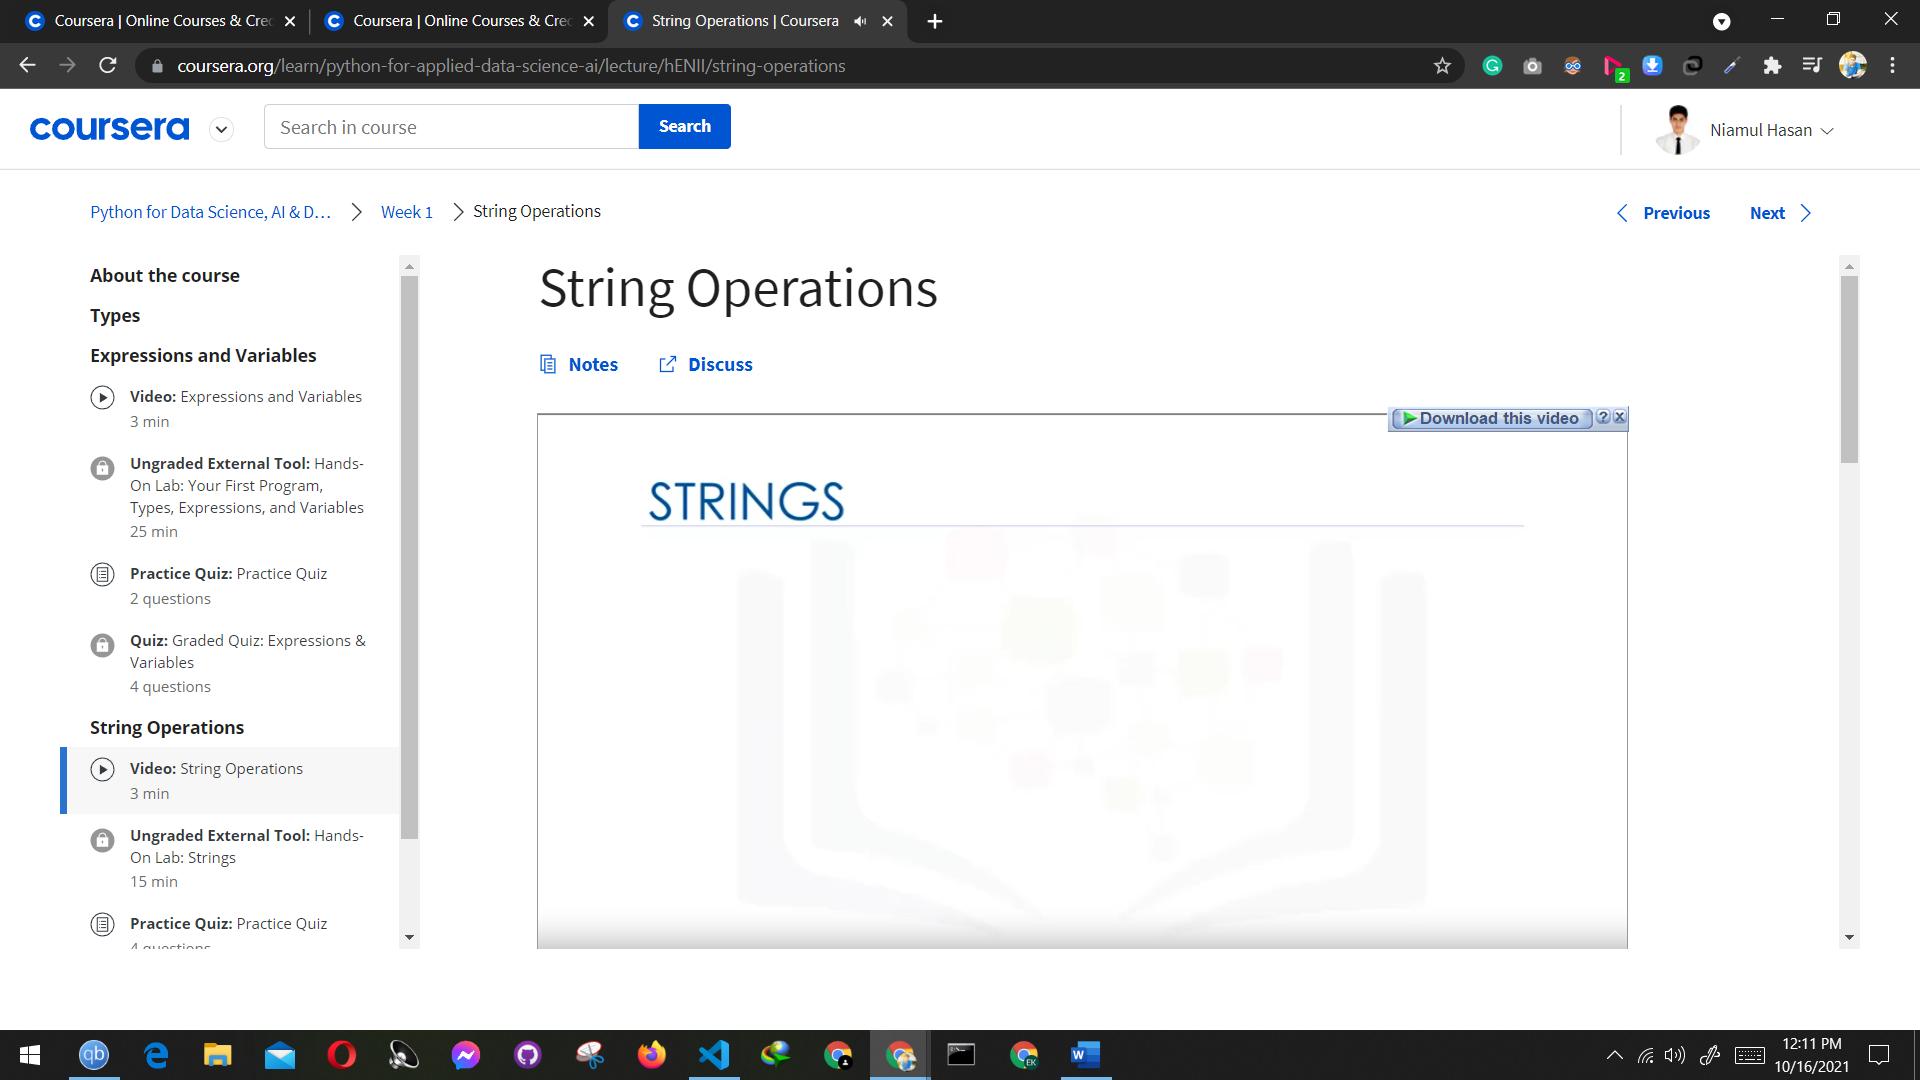 Coursera | Online Courses & Cre
Coursera | Online Courses & Cre
String Operations | Coursera
coursera.org/learn/python-for-applied-data-science-ai/lecture/hENII/string-operations
2
coursera
Search in course
Search
Niamul Hasan
Python for Data Science, AI & D...
Week 1
String Operations
Previous
Next
About the course
Types
Expressions and Variables
Video: Expressions and Variables
3 min
Ungraded External Tool: Hands-
On Lab: Your First Program,
Types, Expressions, and Variables
25 min
Practice Quiz: Practice Quiz
2 questions
Quiz: Graded Quiz: Expressions &
Variables
4 questions
String Operations
Video: String Operations
3 min
Ungraded External Tool: Hands-
On Lab: Strings
15 min
Practice Quiz: Practice Quiz
4 questions
String Operations
Notes
Discuss
Download this video
STRINGS
qb
EK
W
12:11 PM
10/16/2021